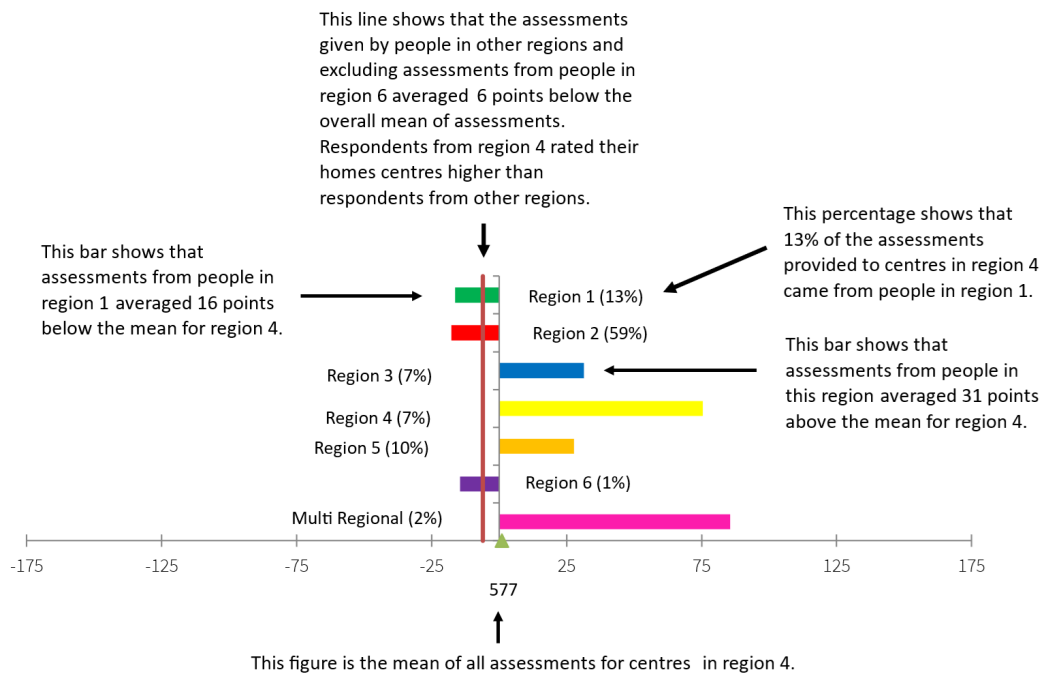 This line shows that the assessments
given by people in other regions and
excluding assessments from people in
region 6 averaged 6 points below the
overall mean of assessments.
Respondents from region 4 rated their
homes centres higher than
respondents from other regions.
This percentage shows that
13% of the assessments
provided to centres in region 4
came from people in region 1.
This bar shows that
assessments from people in
region 1 averaged 16 points
below the mean for region 4.
Region 1 (13%)
Region 2 (59%)
This bar shows that
assessments from people in
this region averaged 31 points
above the mean for region 4.
Region 3 (7%)
Region 4 (7%)
Region 5 (10%)
Region 6 (1%)
Multi Regional (2%)
-175 -125 -75 -25 25 75 125 175
577
This figure is the mean of all assessments for centres in region 4.